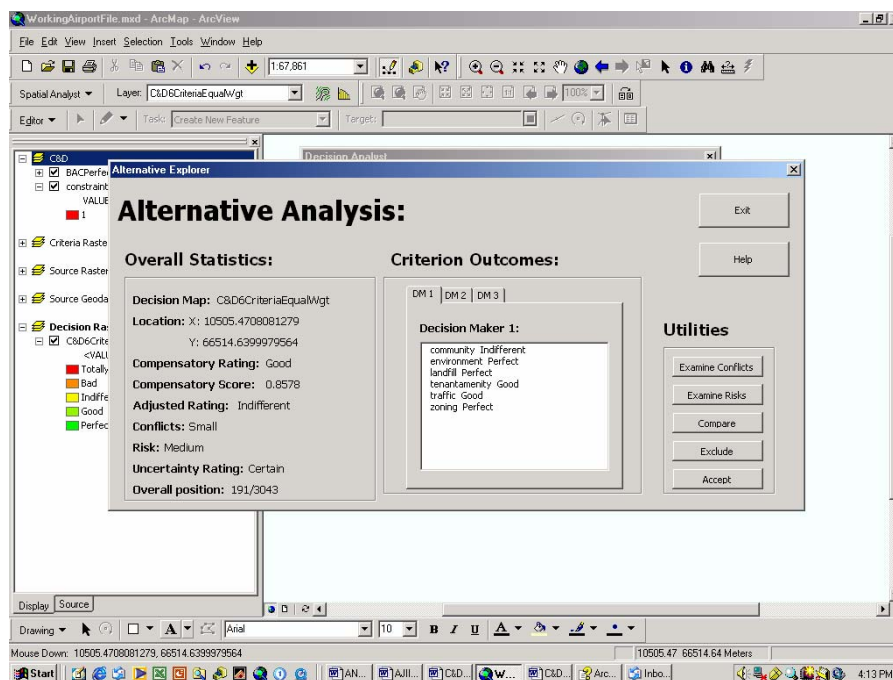 WorkingAirportFile.mxd - ArcMap - ArcView
File Edit View Insert Selection Tools Window Help
1:67,861
Spatial Analyst Layer: C&D6CriteriaEqualWgt 100%
Editor Task: Create New Feature Target:
C&D
BACPerfe
constraint
VALUE
1
Criteria Raste
Source Raster
Source Geoda
Decision Ra
C&D6Crite
<VALU
Totally
Bad
Indiffe
Good
Perfec
Display Source
Decision Analyst
Alternative Explorer
Alternative Analysis:
Exit
Help
Overall Statistics:
Decision Map: C&D6CriteriaEqualWgt
Location: X: 10505.4708081279
Y: 66514.6399979564
Compensatory Rating: Good
Compensatory Score: 0.8578
Adjusted Rating: Indifferent
Conflicts: Small
Risk: Medium
Uncertainty Rating: Certain
Overall position: 191/3043
Criterion Outcomes:
DM 1 DM 2 DM 3
Decision Maker 1:
community Indifferent
environment Perfect
landfill Perfect
tenantamenity Good
traffic Good
zoning Perfect
Utilities
Examine Conflicts
Examine Risks
Compare
Exclude
Accept
Drawing A Arial 10 B I U A
Mouse Down: 10505.4708081279, 66514.6399979564 10505.47 66514.64 Meters
Start AN... AJII... C&D... W... C&D... Arc... Inbo... 4:13 PM